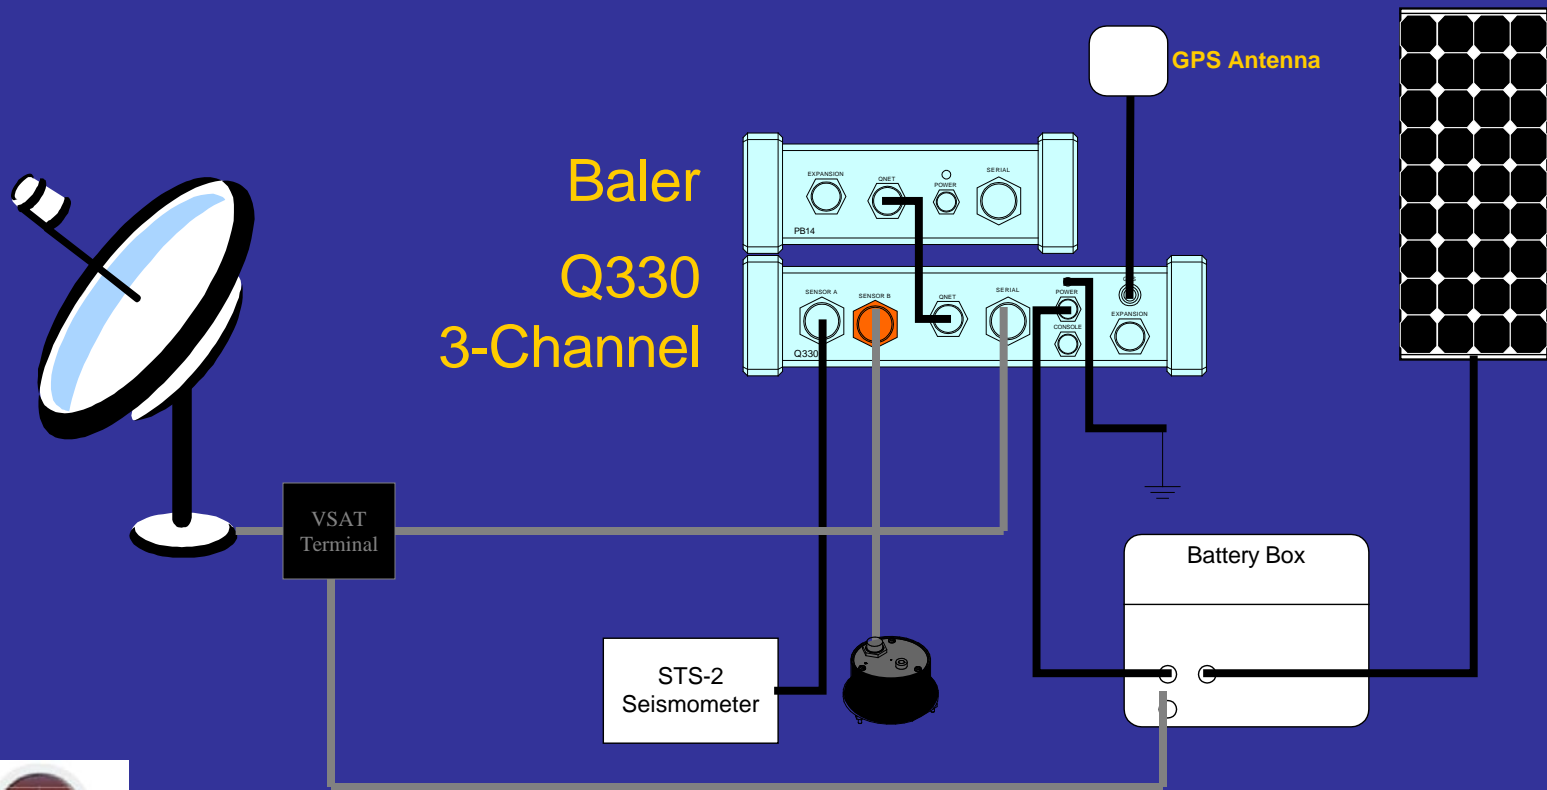 GPS Antenna
Baler
EXPANSION
QNET
POWER
SERIAL
PB14
Q330
3-Channel
SENSOR A
SENSOR B
QNET
SERIAL
POWER
CONSOLE
EXPANSION
Q330
VSAT
Terminal
Battery Box
STS-2
Seismometer